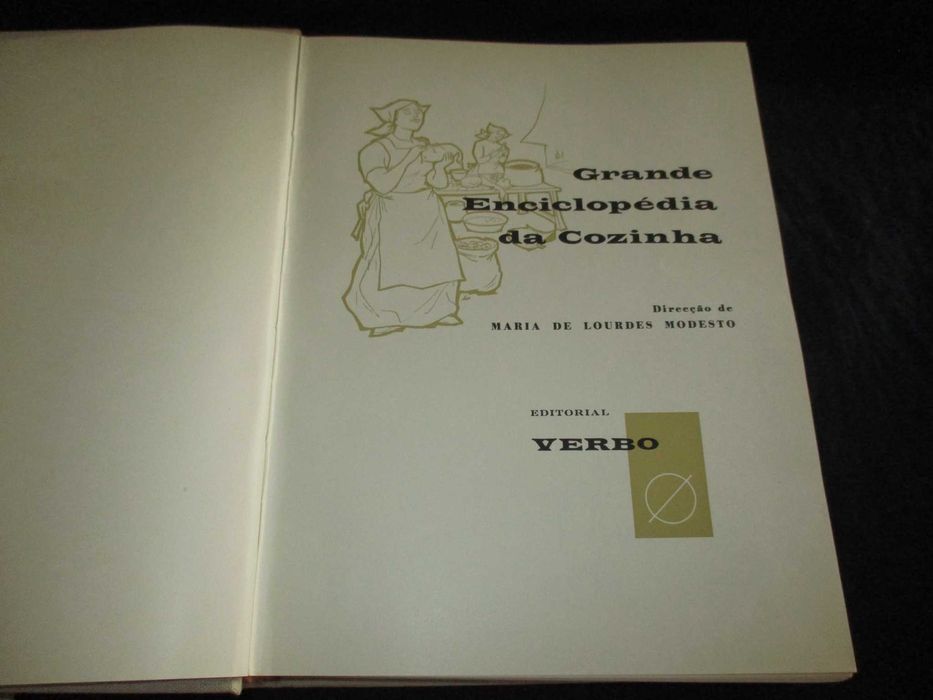 Grande
Enciclopédia
da Cozinha
Direcção de
MARIA DE LOURDES MODESTO
EDITORIAL
VERBO